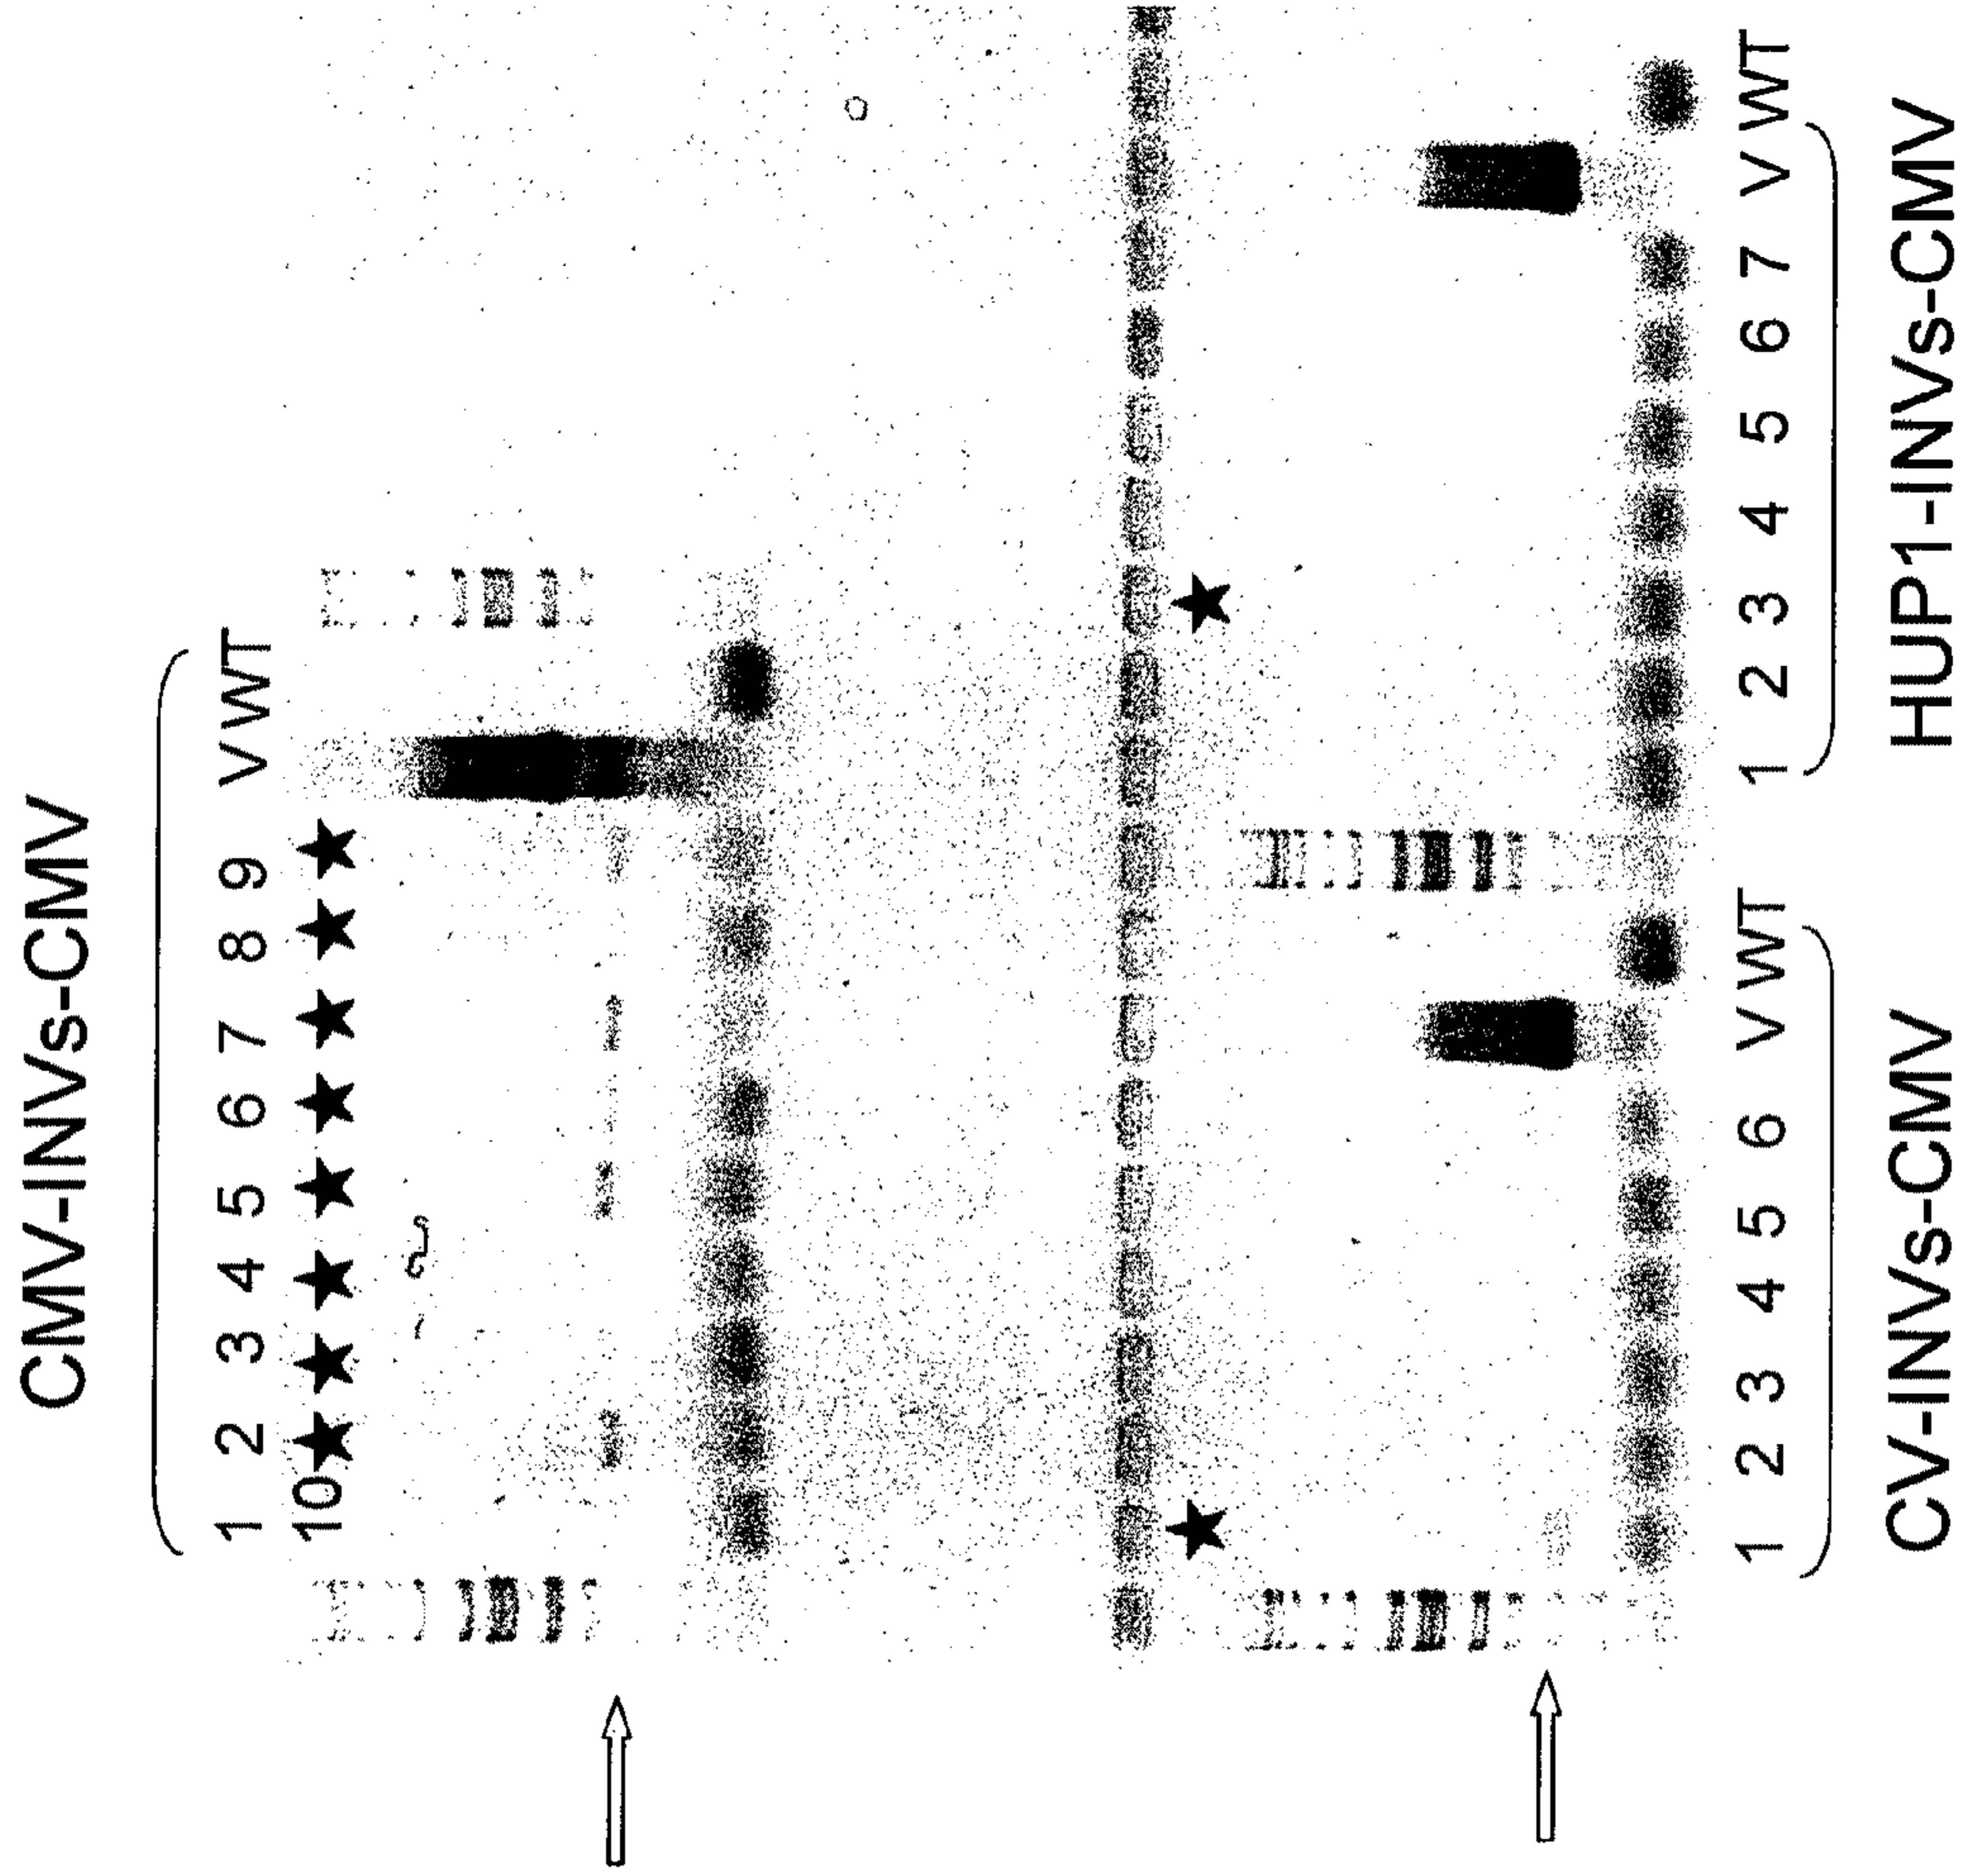 CMV-INVs-CMV
1 2 3 4 5 6 7 8 9 V WT
10
1 2 3 4 5 6 V WT 1 2 3 4 5 6 7 V WT
CV-INVs-CMV HUP1-INVs-CMV